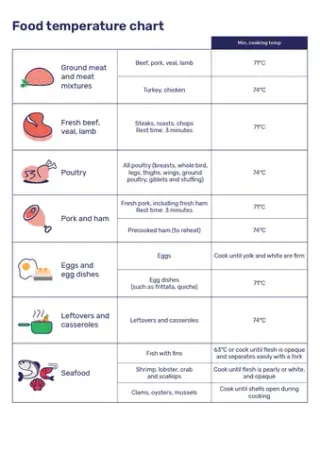 Food temperature chart
Min, cooking temp
Ground meat
and meat
mixtures
Beef, pork, veal, lamb
71°C
Turkey, chicken
74°C
Fresh beef,
veal, lamb
Steaks, roasts, chops
Rest time: 3 minutes
71°C
Poultry
All poultry (breasts, whole bird,
legs, thighs, wings, ground
poultry, giblets and stuffing)
74°C
Pork and ham
Fresh pork, including fresh ham
Rest time: 3 minutes
71°C
Precooked ham (to reheat)
74°C
Eggs and
egg dishes
Eggs
Cook until yolk and white are firm
Egg dishes
(such as frittata, quiche)
71°C
Leftovers and
casseroles
Leftovers and casseroles
74°C
Seafood
Fish with fins
63°C or cook until flesh is opaque
and separates easily with a fork
Shrimp, lobster, crab
and scallops
Cook until flesh is pearly or white,
and opaque
Clams, oysters, mussels
Cook until shells open during
cooking